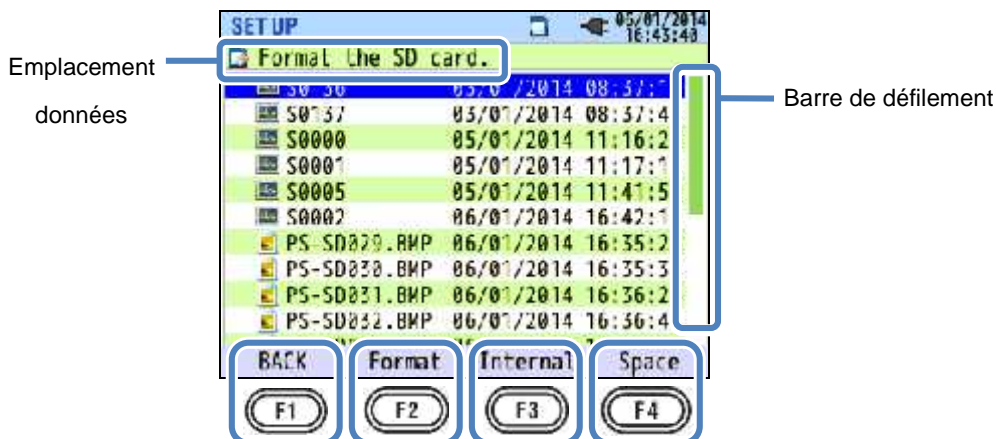 SET UP
05/01/2014
16:43:43
Format the SD card.
Emplacement
données
Barre de défilement
03/01/2014 08:37:4
S0000 05/01/2014 11:16:2
S0001 05/01/2014 11:17:1
S0005 05/01/2014 11:41:5
S0002 06/01/2014 16:42:1
PS-SD029.BMP 06/01/2014 16:35:2
PS-SD030.BMP 06/01/2014 16:35:3
PS-SD031.BMP 06/01/2014 16:36:2
PS-SD032.BMP 06/01/2014 16:36:4
BACK Format Internal Space
F1 F2 F3 F4